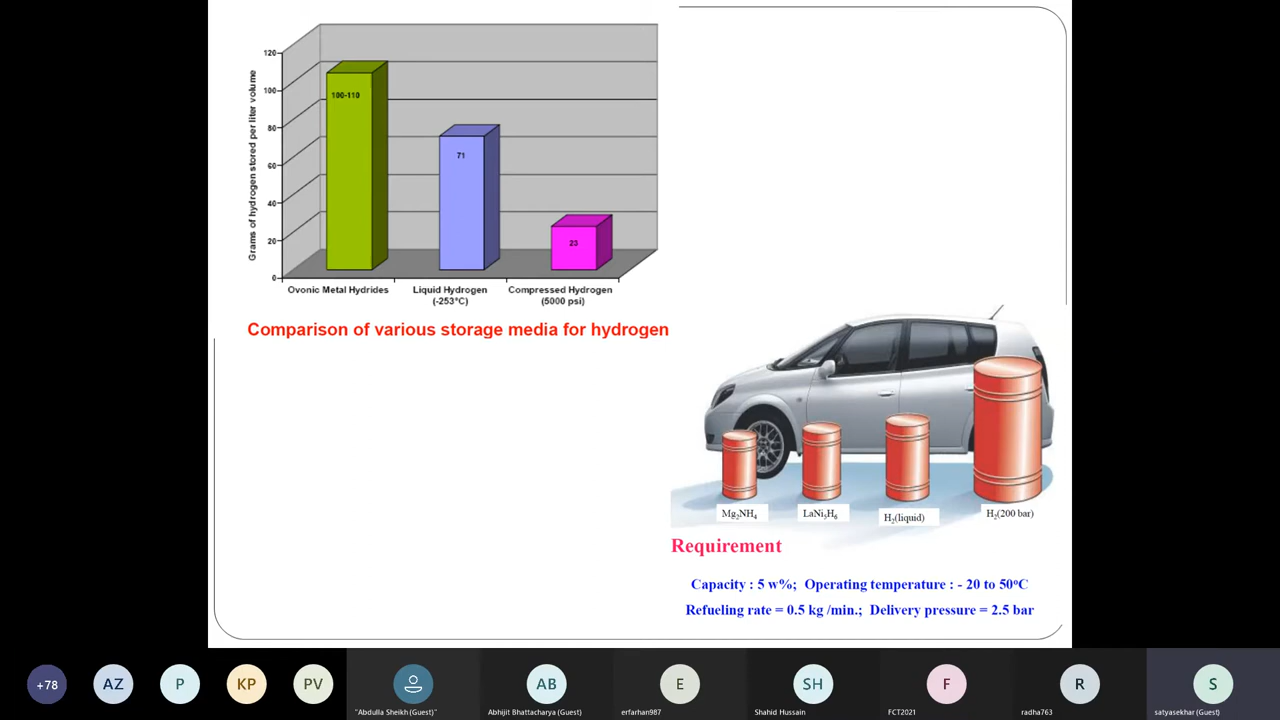 120
100
80
60
40
20
0
Grams of hydrogen stored per liter volume
100-110
71
23
Ovonic Metal Hydrides
Liquid Hydrogen
(-253°C)
Compressed Hydrogen
(5000 psi)
Comparison of various storage media for hydrogen
Mg₂NH₄
LaNi₅H₆
H₂(liquid)
H₂(200 bar)
Requirement
Capacity : 5 w%; Operating temperature : - 20 to 50°C
Refueling rate = 0.5 kg /min.; Delivery pressure = 2.5 bar
+78
AZ
P
KP
PV
"Abdulla Sheikh (Guest)"
AB
Abhijit Bhattacharya (Guest)
E
erfarhan987
SH
Shahid Hussain
F
FCT2021
R
radha763
S
satyasekhar (Guest)